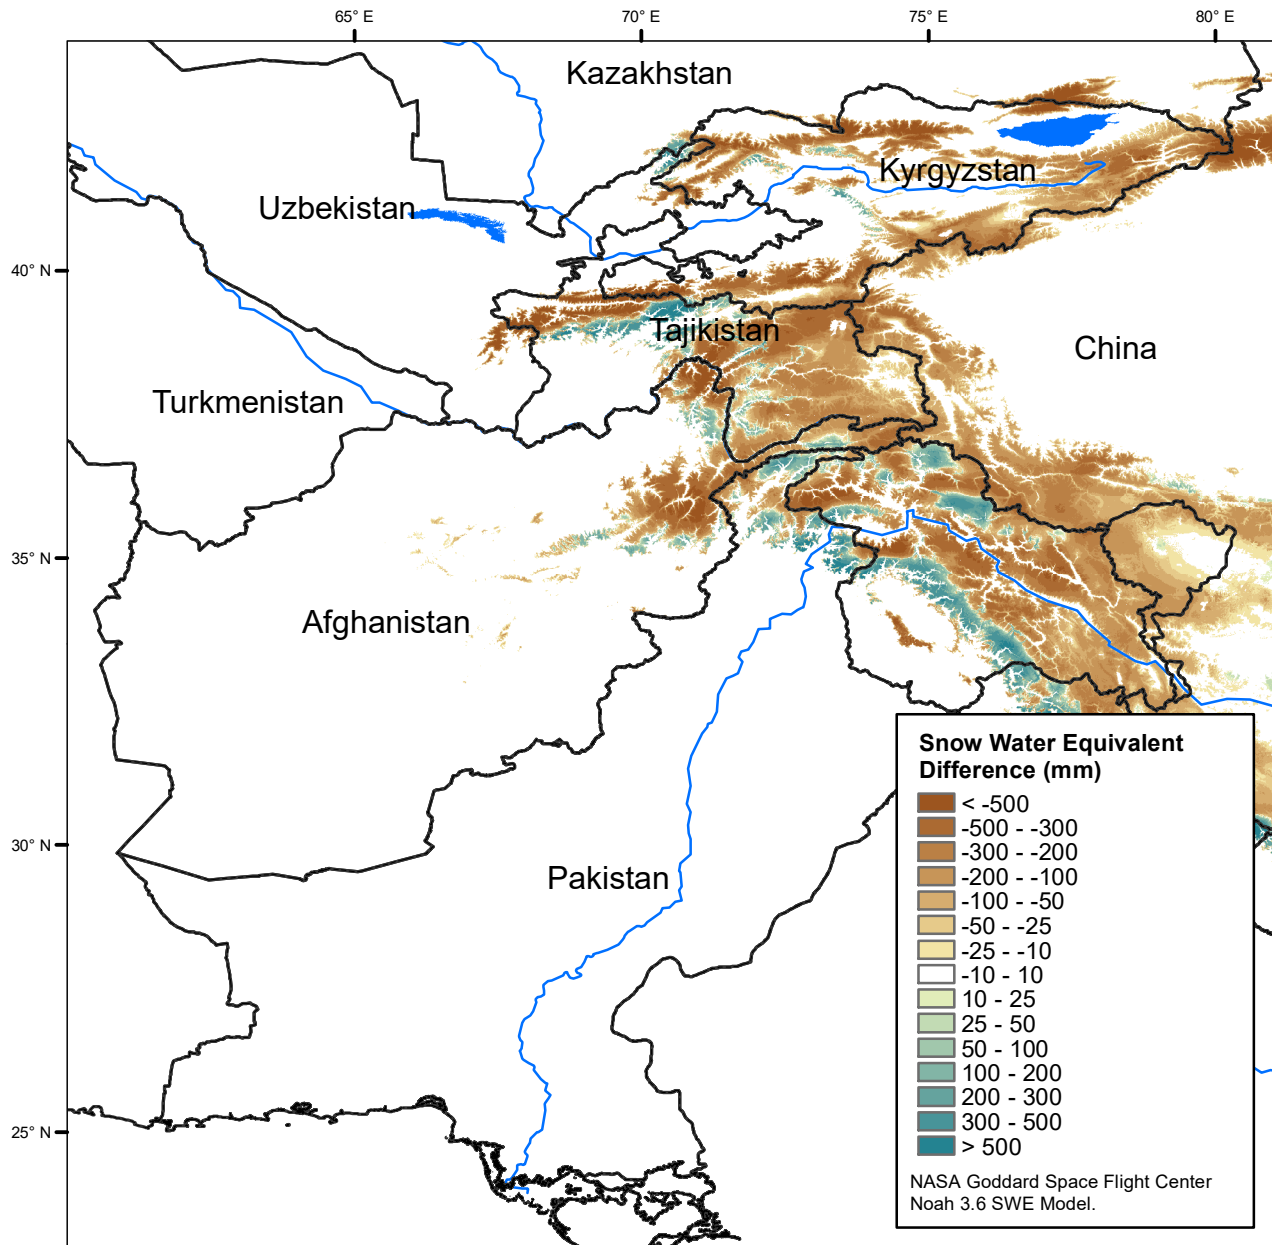 65° E
70° E
75° E
80° E
Kazakhstan
Kyrgyzstan
Uzbekistan
40° N
Tajikistan
China
Turkmenistan
35° N
Afghanistan
Snow Water Equivalent
Difference (mm)
< -500
-500 - -300
-300 - -200
-200 - -100
-100 - -50
-50 - -25
-25 - -10
-10 - 10
10 - 25
25 - 50
50 - 100
100 - 200
200 - 300
300 - 500
> 500
NASA Goddard Space Flight Center
Noah 3.6 SWE Model.
30° N
Pakistan
25° N